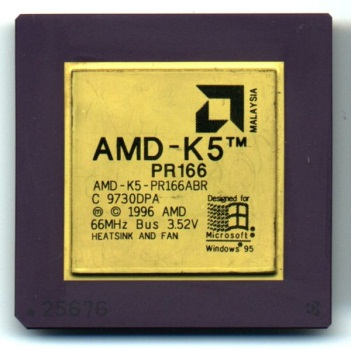 MALAYSIA
AMD-K5™
PR166
AMD-K5-PR166ABR
C 9730DPA
ⓜ © 1996 AMD
66MHz Bus 3.52V
HEATSINK AND FAN
Designed for
Microsoft®
Windows®95
25676